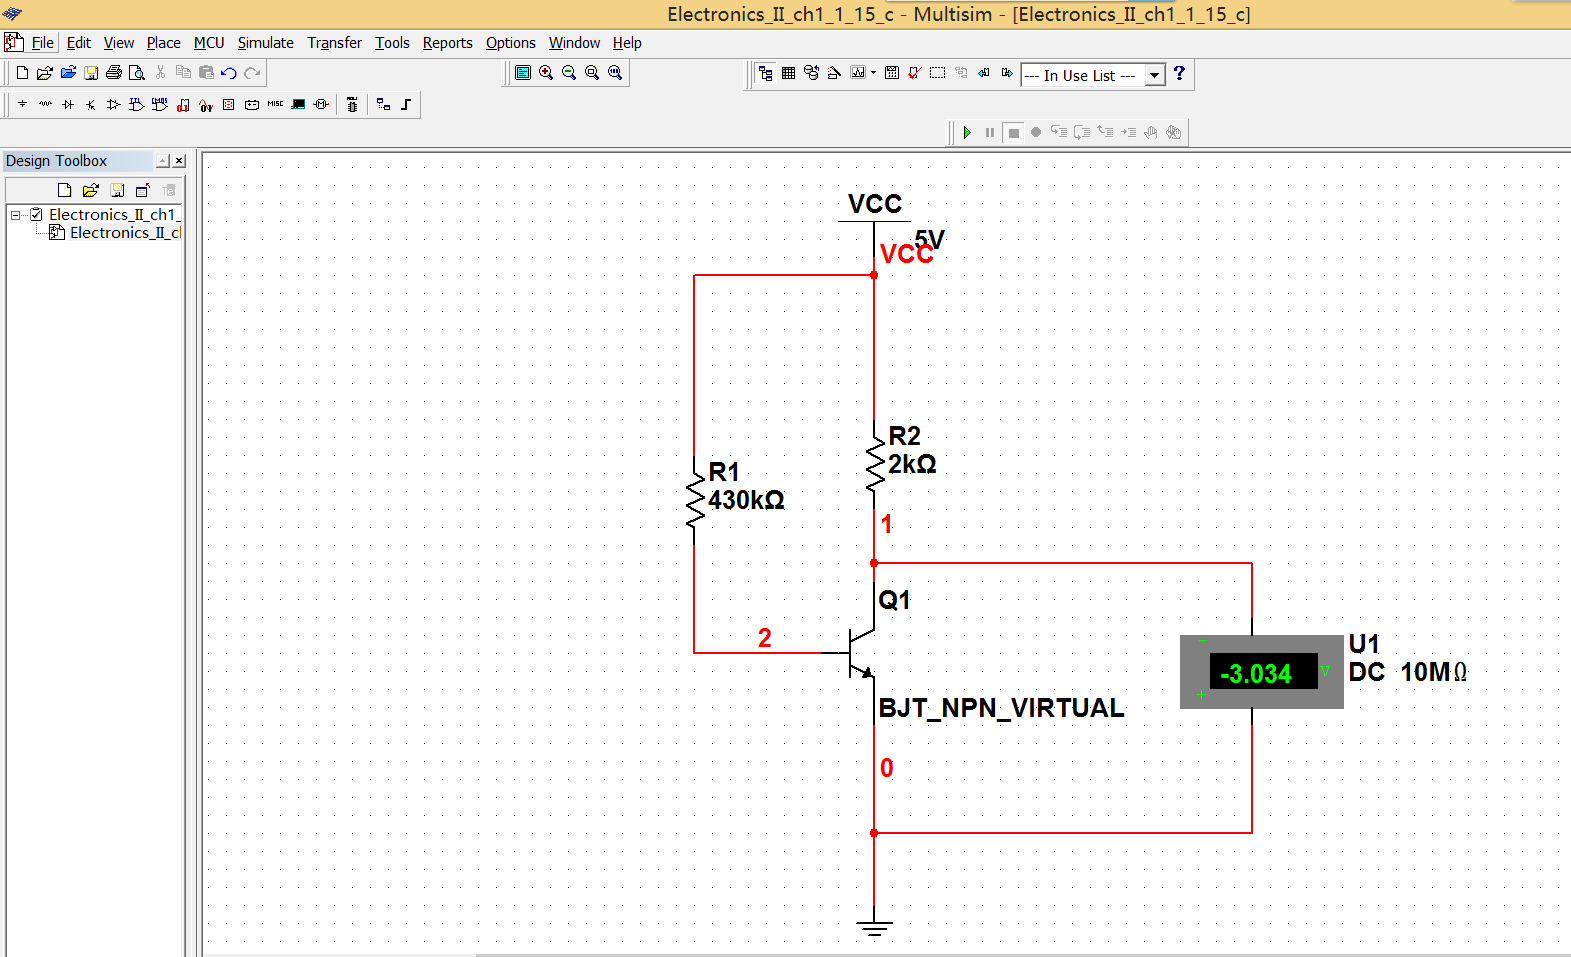 Electronics_II_ch1_1_15_c - Multisim - [Electronics_II_ch1_1_15_c]
File Edit View Place MCU Simulate Transfer Tools Reports Options Window Help
--- In Use List ---
?
MISC
Design Toolbox
Electronics_II_ch1_
Electronics_II_cl
VCC
5V
VCC
R2
2kΩ
R1
430kΩ
1
Q1
2
U1
-3.034 V
DC 10MΩ
BJT_NPN_VIRTUAL
0